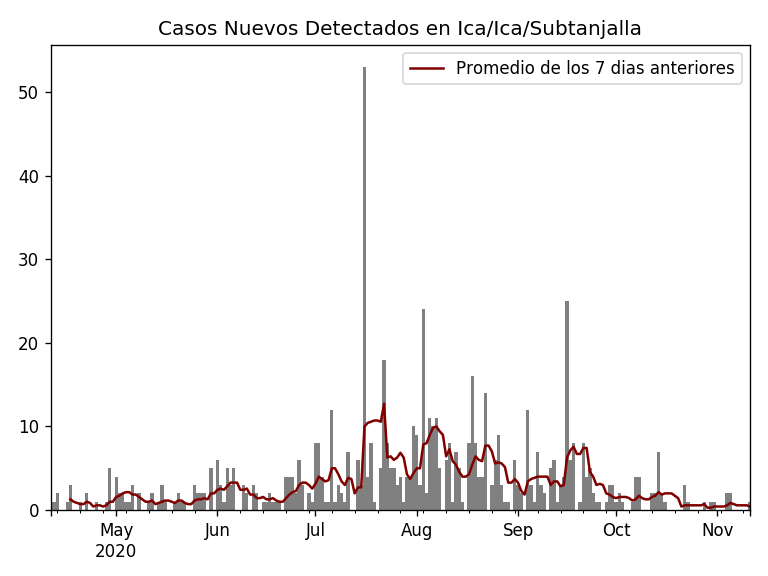 Casos Nuevos Detectados en Ica/Ica/Subtanjalla
Promedio de los 7 dias anteriores
50
40
30
20
10
0
May Jun Jul Aug Sep Oct Nov
2020